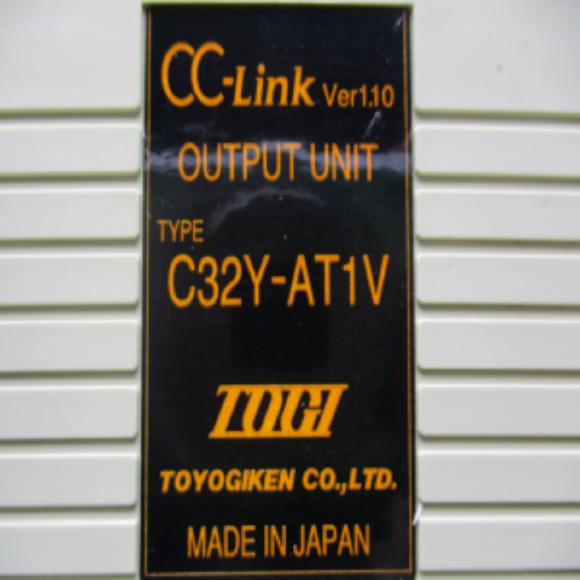 CC-Link Ver1.10
OUTPUT UNIT
TYPE
C32Y-AT1V
TOGI
TOYOGIKEN CO.,LTD.
MADE IN JAPAN